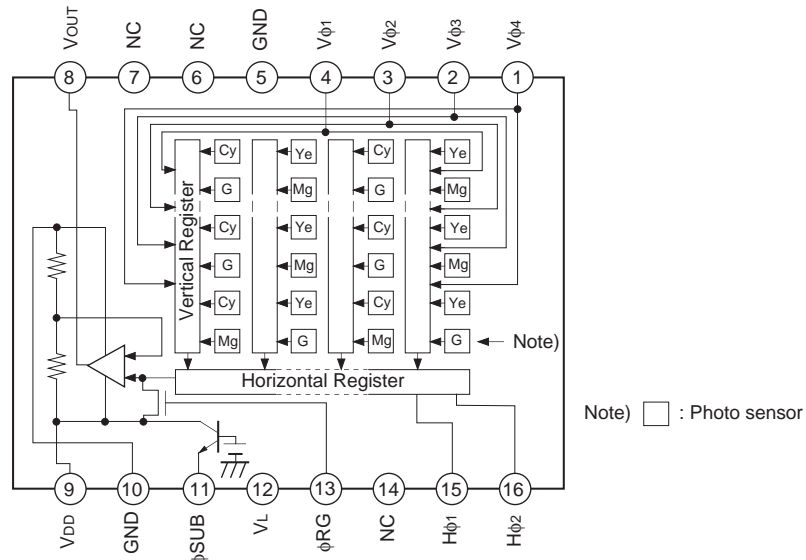 VOUT NC NC GND Vφ1 Vφ2 Vφ3 Vφ4
8 7 6 5 4 3 2 1
Cy Ye Cy Ye
G Mg G Mg
Cy Ye Cy Ye
G Mg G Mg
Cy Ye Cy Ye
Mg G Mg G Note)
Vertical Register
Horizontal Register
Note) : Photo sensor
9 10 11 12 13 14 15 16
VDD GND φSUB VL φRG NC Hφ1 Hφ2